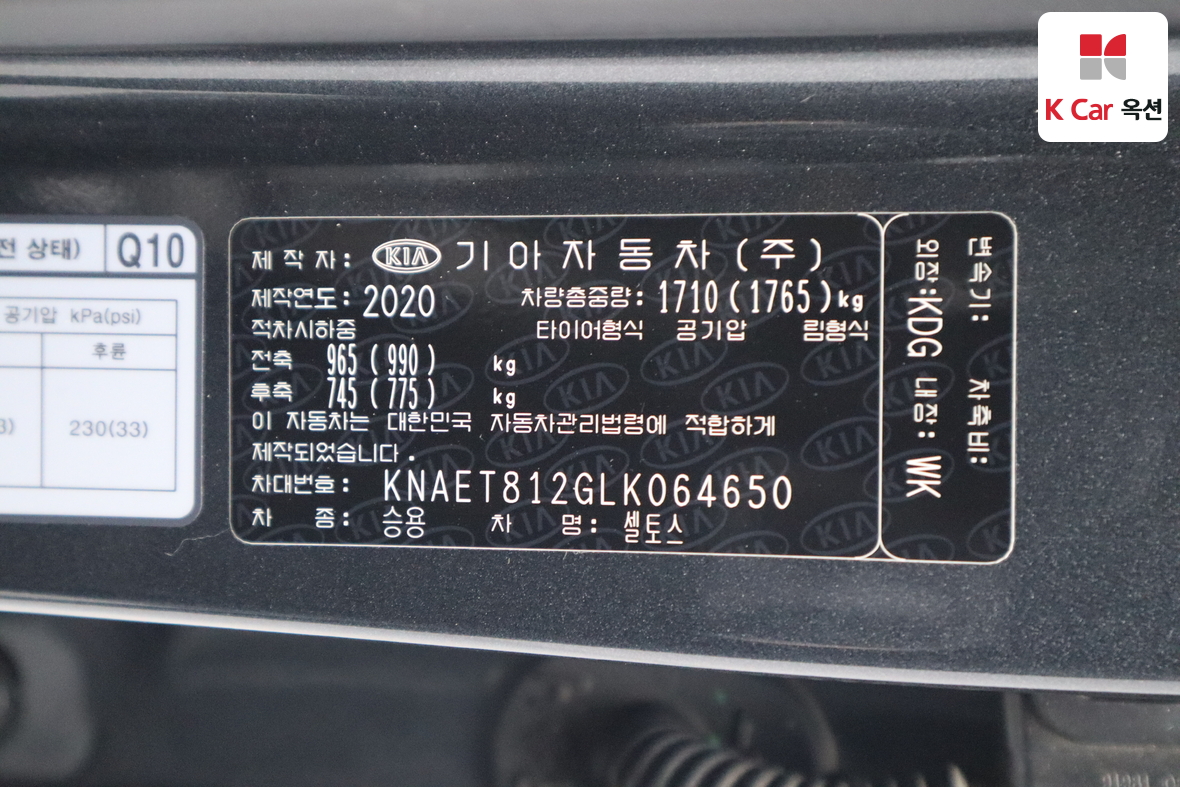 K Car 옥션
전 상태) Q10
공기압 kPa(psi)
후륜
3) 230(33)
제 작 자: KIA 기아자동차(주)
제작연도: 2020 차량총중량: 1710(1765)kg
적차시하중 타이어형식 공기압 림형식
전축 965(990) kg
후축 745(775) kg
이 자동차는 대한민국 자동차관리법령에 적합하게
제작되었습니다.
차대번호: KNAET812GLK064650
차 종: 승용 차 명: 셀토스
변속기: 차축비:
외장:KDG 내장: WK